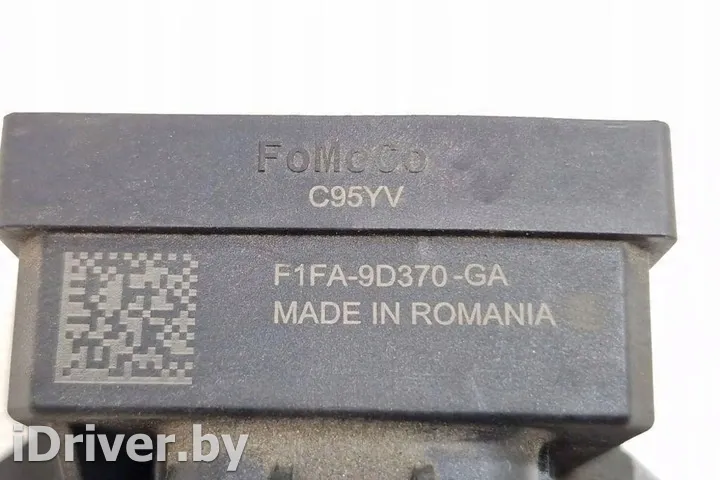 FoMoCo
C95YV
F1FA-9D370-GA
MADE IN ROMANIA
iDriver.by